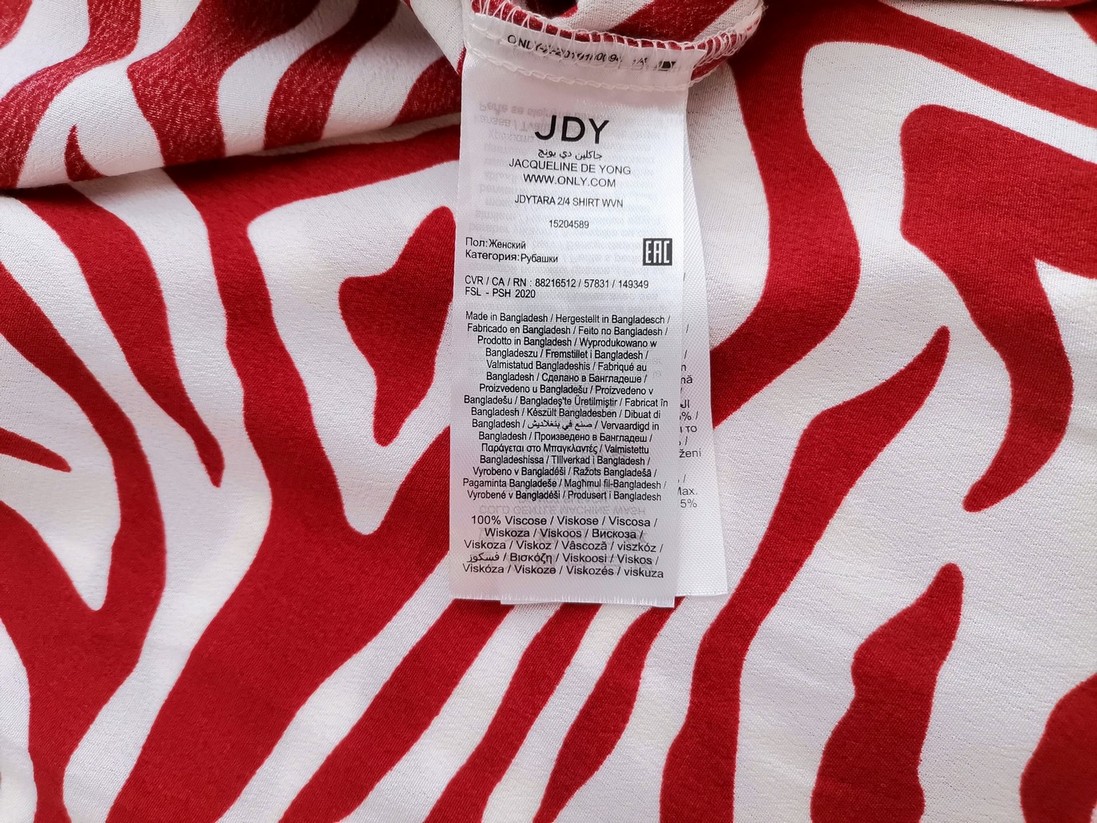 JDY
جاكلين دي يونج
JACQUELINE DE YONG
WWW.ONLY.COM
JDYTARA 2/4 SHIRT WVN
15204589
Пол:Женский
Категория:Рубашки
EAC
CVR / CA / RN : 88216512 / 57831 / 149349
FSL - PSH 2020
Made in Bangladesh / Hergestellt in Bangladesch /
Fabricado en Bangladesh / Feito no Bangladesh /
Prodotto in Bangladesh / Wyprodukowano w
Bangladeszu / Fremstillet i Bangladesh /
Valmistatud Bangladeshis / Fabriqué au
Bangladesh / Сделано в Бангладеше /
Proizvedeno u Bangladešu / Proizvedeno v
Bangladešu / Bangladeş'te Üretilmiştir / Fabricat în
Bangladesh / Készült Bangladesben / Dibuat di
Bangladesh / صنع في بنغلاديش / Vervaardigd in
Bangladesh / Произведено в Бангладеш /
Παράγεται στο Μπαγκλαντές / Valmistettu
Bangladeshissa / Tillverkad i Bangladesh /
Vyrobeno v Bangladéši / Ražots Bangladešā /
Pagaminta Bangladeše / Magħmul fil-Bangladesh /
Vyrobené v Bangladéši / Produsert i Bangladesh
100% Viscose / Viskose / Viscosa /
Wiskoza / Viskoos / Вискоза /
Viskoza / Viskoz / Vâscoză / viszkóz /
فسكوز / Βισκόζη / Viskoosi / Viskos /
Viskóza / Viskoze / Viskozės / viskuza